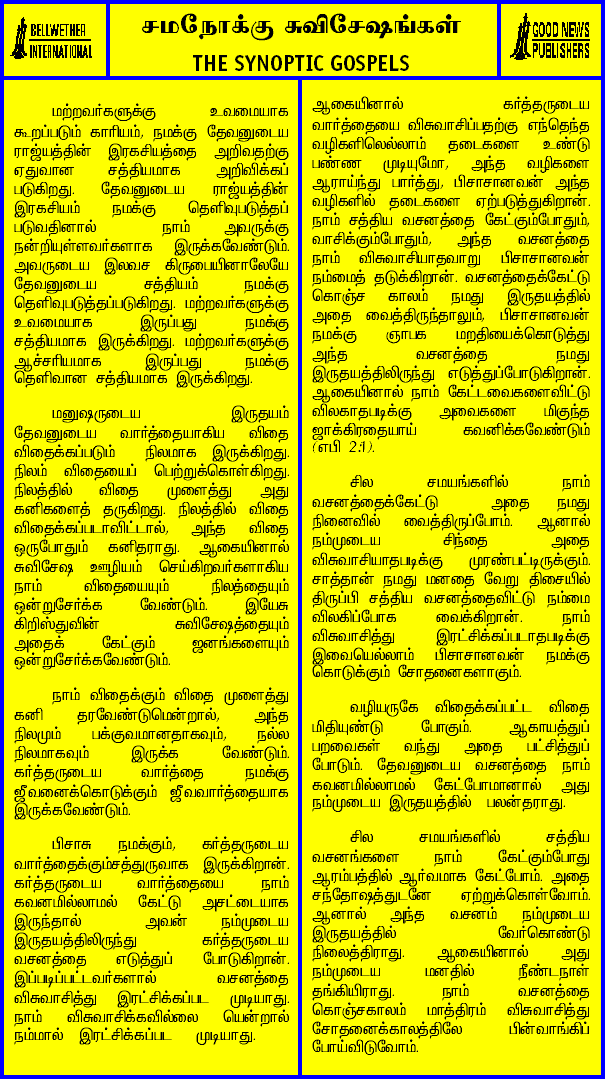 BELLWETHER
INTERNATIONAL
சமநோக்கு சுவிசேஷங்கள்
THE SYNOPTIC GOSPELS
GOOD NEWS
PUBLISHERS
மற்றவர்களுக்கு உவமையாக
கூறப்படும் காரியம், நமக்கு தேவனுடைய
ராஜ்யத்தின் இரகசியத்தை அறிவதற்கு
ஏதுவான சத்தியமாக அறிவிக்கப்
படுகிறது. தேவனுடைய ராஜ்யத்தின்
இரகசியம் நமக்கு தெளிவுபடுத்தப்
படுவதினால் நாம் அவருக்கு
நன்றியுள்ளவர்களாக இருக்கவேண்டும்.
அவருடைய இலவச கிருபையினாலேயே
தேவனுடைய சத்தியம் நமக்கு
தெளிவுபடுத்தப்படுகிறது. மற்றவர்களுக்கு
உவமையாக இருப்பது நமக்கு
சத்தியமாக இருக்கிறது. மற்றவர்களுக்கு
ஆச்சரியமாக இருப்பது நமக்கு
தெளிவான சத்தியமாக இருக்கிறது.
மனுஷருடைய இருதயம்
தேவனுடைய வார்த்தையாகிய விதை
விதைக்கப்படும் நிலமாக இருக்கிறது.
நிலம் விதையைப் பெற்றுக்கொள்கிறது.
நிலத்தில் விதை முளைத்து அது
கனிகளைத் தருகிறது. நிலத்தில் விதை
விதைக்கப்படாவிட்டால், அந்த விதை
ஒருபோதும் கனிதராது. ஆகையினால்
சுவிசேஷ ஊழியம் செய்கிறவர்களாகிய
நாம் விதையையும் நிலத்தையும்
ஒன்றுசேர்க்க வேண்டும். இயேசு
கிறிஸ்துவின் சுவிசேஷத்தையும்
அதைக் கேட்கும் ஜனங்களையும்
ஒன்றுசேர்க்கவேண்டும்.
நாம் விதைக்கும் விதை முளைத்து
கனி தரவேண்டுமென்றால், அந்த
நிலமும் பக்குவமானதாகவும், நல்ல
நிலமாகவும் இருக்க வேண்டும்.
கர்த்தருடைய வார்த்தை நமக்கு
ஜீவனைக்கொடுக்கும் ஜீவவார்த்தையாக
இருக்கவேண்டும்.
பிசாசு நமக்கும், கர்த்தருடைய
வார்த்தைக்கும்சத்துருவாக இருக்கிறான்.
கர்த்தருடைய வார்த்தையை நாம்
கவனமில்லாமல் கேட்டு அசட்டையாக
இருந்தால் அவன் நம்முடைய
இருதயத்திலிருந்து கர்த்தருடைய
வசனத்தை எடுத்துப் போடுகிறான்.
இப்படிப்பட்டவர்களால் வசனத்தை
விசுவாசித்து இரட்சிக்கப்பட முடியாது.
நாம் விசுவாசிக்கவில்லை யென்றால்
நம்மால் இரட்சிக்கப்பட முடியாது.
ஆகையினால் கர்த்தருடைய
வார்த்தையை விசுவாசிப்பதற்கு எந்தெந்த
வழிகளிலெல்லாம் தடைகளை உண்டு
பண்ண முடியுமோ, அந்த வழிகளை
ஆராய்ந்து பார்த்து, பிசாசானவன் அந்த
வழிகளில் தடைகளை ஏற்படுத்துகிறான்.
நாம் சத்திய வசனத்தை கேட்கும்போதும்,
வாசிக்கும்போதும், அந்த வசனத்தை
நாம் விசுவாசியாதவாறு பிசாசானவன்
நம்மைத் தடுக்கிறான். வசனத்தைக்கேட்டு
கொஞ்ச காலம் நமது இருதயத்தில்
அதை வைத்திருந்தாலும், பிசாசானவன்
நமக்கு ஞாபக மறதியைக்கொடுத்து
அந்த வசனத்தை நமது
இருதயத்திலிருந்து எடுத்துப்போடுகிறான்.
ஆகையினால் நாம் கேட்டவைகளைவிட்டு
விலகாதபடிக்கு அவைகளை மிகுந்த
ஜாக்கிரதையாய் கவனிக்கவேண்டும்
(எபி 2:1).
சில சமயங்களில் நாம்
வசனத்தைக்கேட்டு அதை நமது
நினைவில் வைத்திருப்போம். ஆனால்
நம்முடைய சிந்தை அதை
விசுவாசியாதபடிக்கு முரண்பட்டிருக்கும்.
சாத்தான் நமது மனதை வேறு திசையில்
திருப்பி சத்திய வசனத்தைவிட்டு நம்மை
விலகிப்போக வைக்கிறான். நாம்
விசுவாசித்து இரட்சிக்கப்படாதபடிக்கு
இவையெல்லாம் பிசாசானவன் நமக்கு
கொடுக்கும் சோதனைகளாகும்.
வழியருகே விதைக்கப்பட்ட விதை
மிதியுண்டு போகும். ஆகாயத்துப்
பறவைகள் வந்து அதை பட்சித்துப்
போடும். தேவனுடைய வசனத்தை நாம்
கவனமில்லாமல் கேட்போமானால் அது
நம்முடைய இருதயத்தில் பலன்தராது.
சில சமயங்களில் சத்திய
வசனங்களை நாம் கேட்கும்போது
ஆரம்பத்தில் ஆர்வமாக கேட்போம். அதை
சந்தோஷத்துடனே ஏற்றுக்கொள்வோம்.
ஆனால் அந்த வசனம் நம்முடைய
இருதயத்தில் வேர்கொண்டு
நிலைத்திராது. ஆகையினால் அது
நம்முடைய மனதில் நீண்டநாள்
தங்கியிராது. நாம் வசனத்தை
கொஞ்சகாலம் மாத்திரம் விசுவாசித்து
சோதனைக்காலத்திலே பின்வாங்கிப்
போய்விடுவோம்.